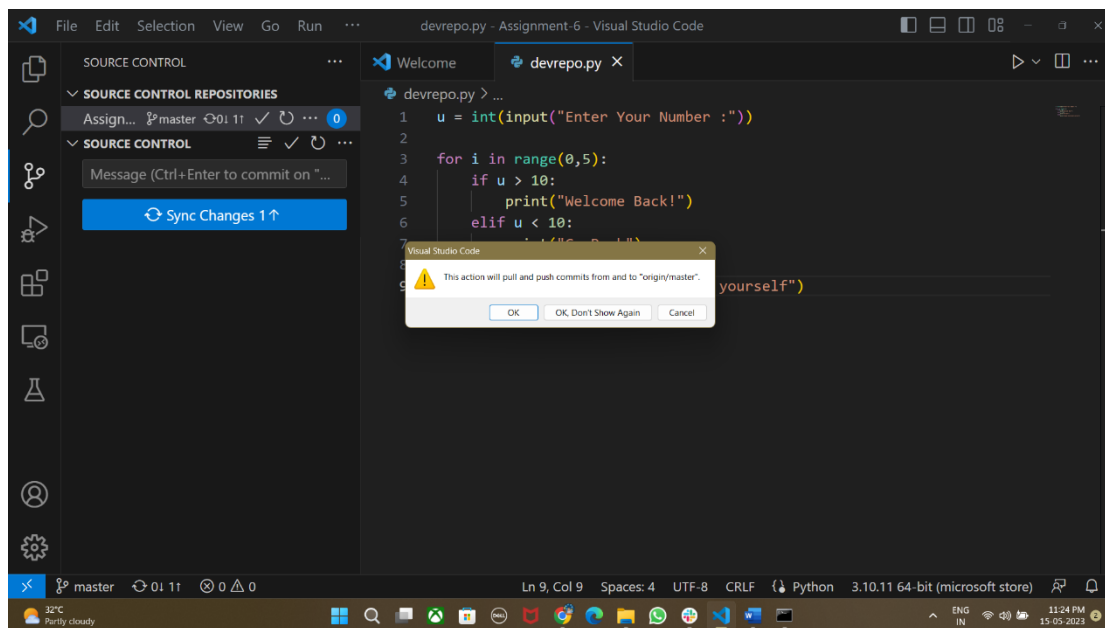 File Edit Selection View Go Run ··· devrepo.py - Assignment-6 - Visual Studio Code
SOURCE CONTROL ···
Welcome devrepo.py
SOURCE CONTROL REPOSITORIES
devrepo.py > ...
Assign... master 0↓ 1↑ ··· 0
1 u = int(input("Enter Your Number :"))
SOURCE CONTROL ···
2
3 for i in range(0,5):
Message (Ctrl+Enter to commit on "...
4 if u > 10:
5 print("Welcome Back!")
Sync Changes 1↑
6 elif u < 10:
7
Visual Studio Code
This action will pull and push commits from and to "origin/master".
9 yourself")
OK OK, Don't Show Again Cancel
master 0↓ 1↑ 0 0 Ln 9, Col 9 Spaces: 4 UTF-8 CRLF Python 3.10.11 64-bit (microsoft store)
32°C
Partly cloudy
ENG
IN
11:24 PM
15-05-2023
2